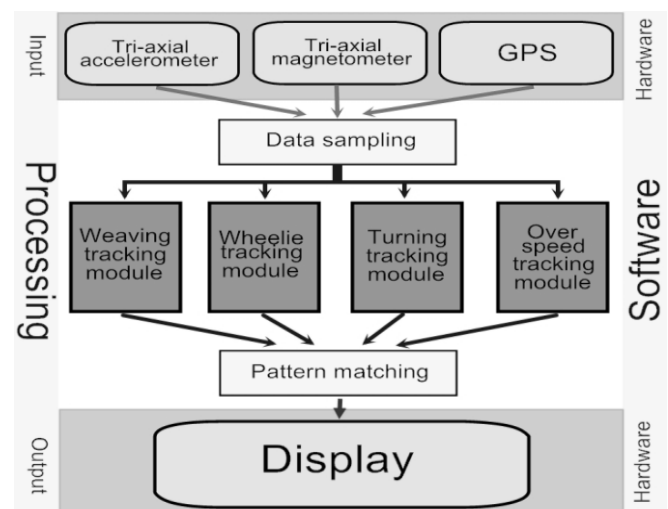 Input
Tri-axial
accelerometer
Tri-axial
magnetometer
GPS
Hardware
Data sampling
Processing
Weaving
tracking
module
Wheelie
tracking
module
Turning
tracking
module
Over
speed
tracking
module
Software
Pattern matching
Output
Display
Hardware